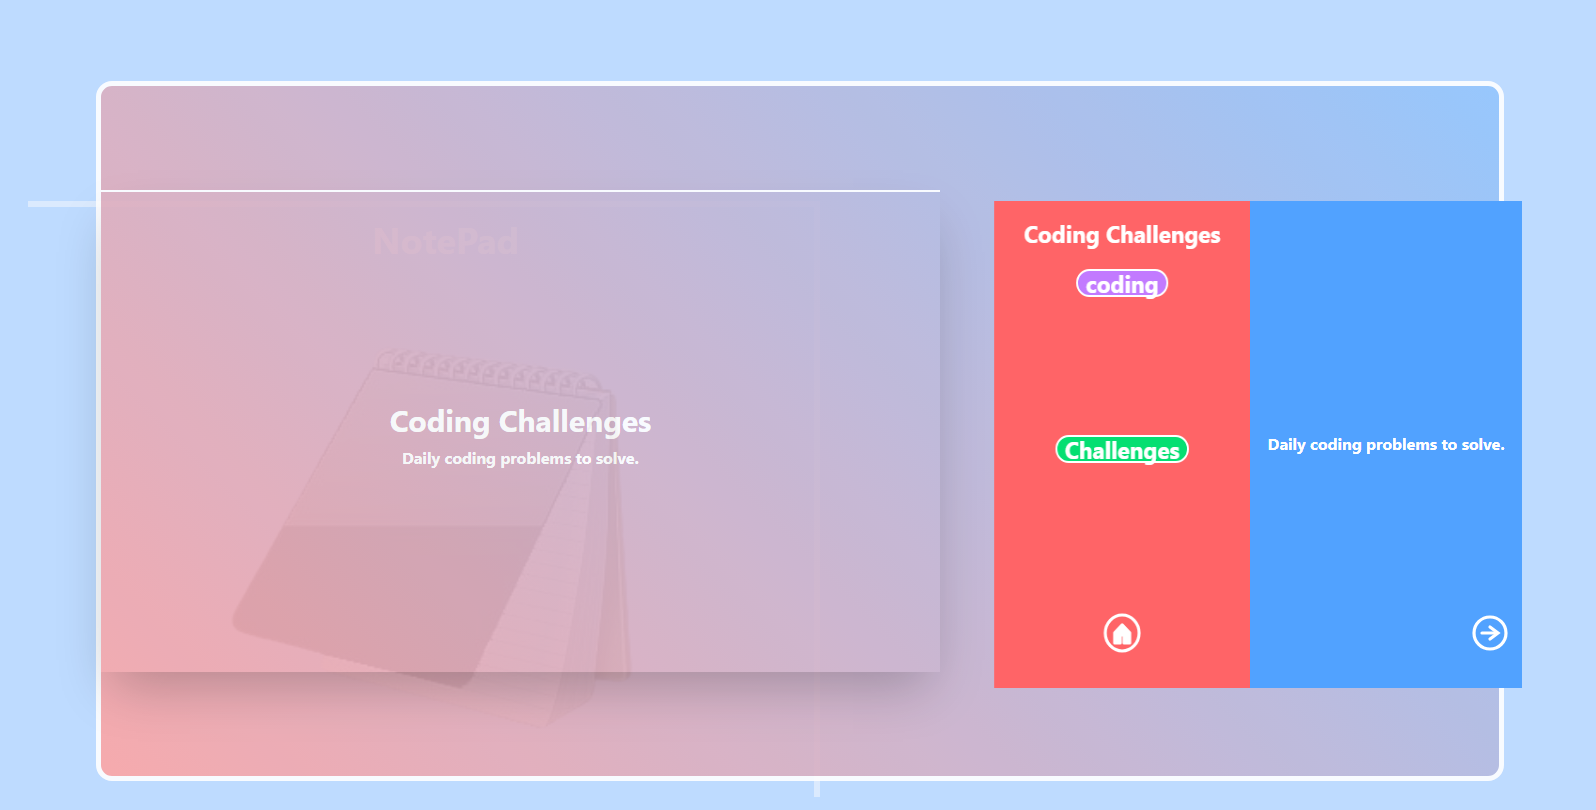 NotePad
Coding Challenges
Daily coding problems to solve.
Coding Challenges
coding
Challenges
Daily coding problems to solve.